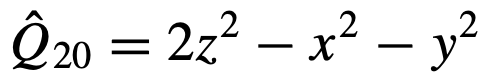 Q̂₂₀ = 2z² − x² − y²